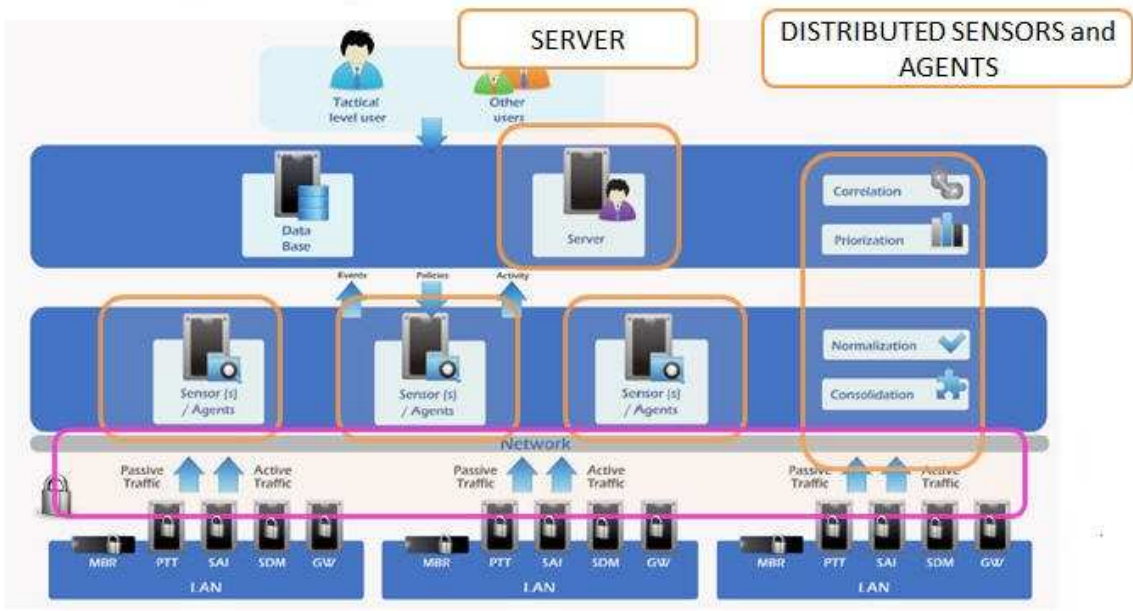 SERVER
DISTRIBUTED SENSORS and
AGENTS
Tactical
level user
Other
users
Data
Base
Server
Correlation
Priorization
Events
Policies
Activity
Sensor (s)
/ Agents
Sensor (s)
/ Agents
Sensor (s)
/ Agents
Normalization
Consolidation
Network
Passive
Traffic
Active
Traffic
Passive
Traffic
Active
Traffic
Passive
Traffic
Active
Traffic
MBR PTT SAI SDM GW
LAN
MBR PTT SAI SDM GW
LAN
MBR PTT SAI SDM GW
LAN